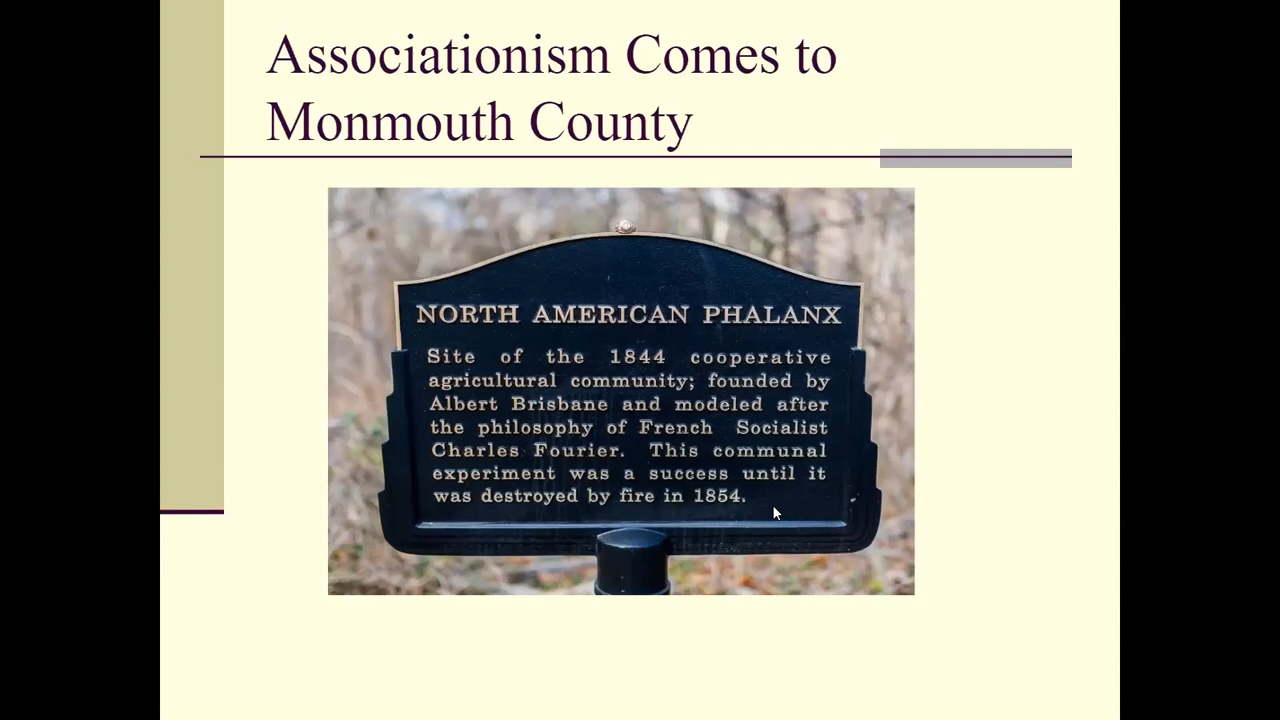 Associationism Comes to
Monmouth County
NORTH AMERICAN PHALANX
Site of the 1844 cooperative
agricultural community; founded by
Albert Brisbane and modeled after
the philosophy of French Socialist
Charles Fourier. This communal
experiment was a success until it
was destroyed by fire in 1854.